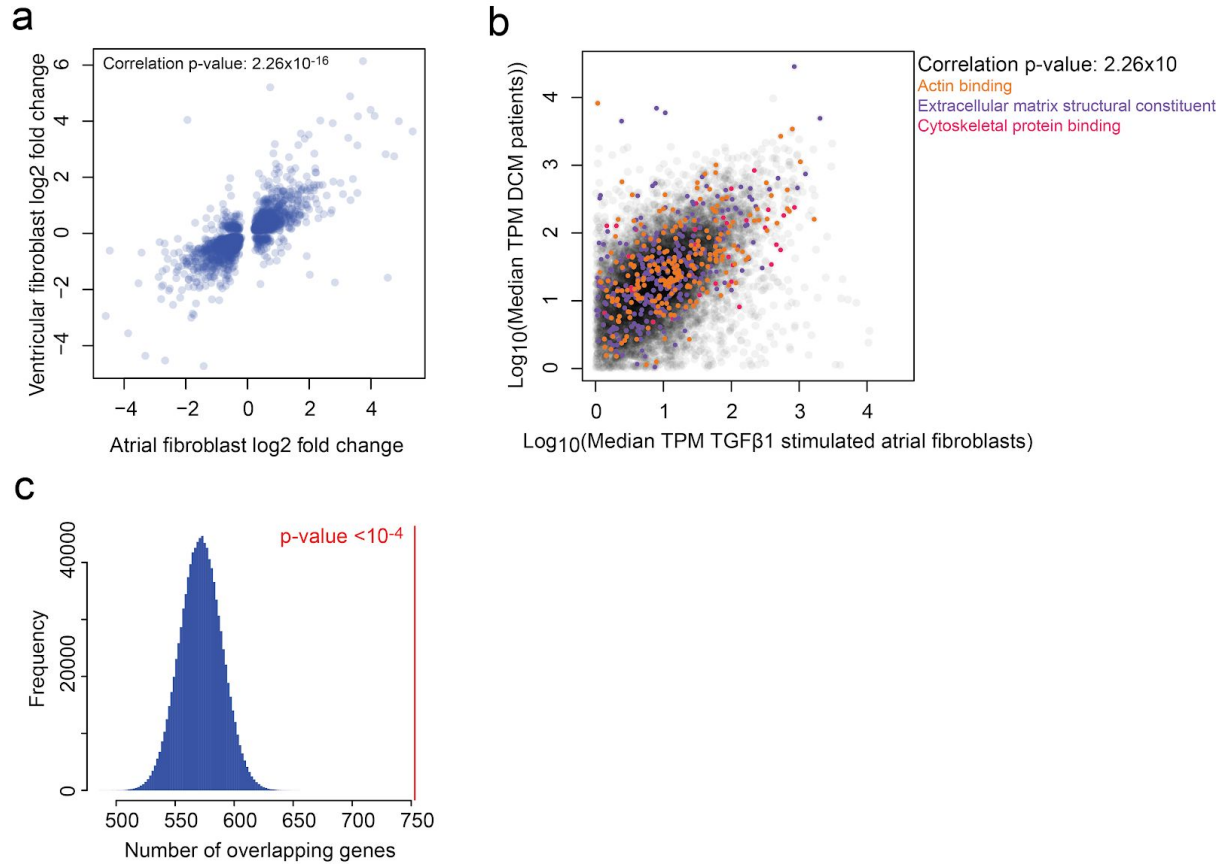 a
Correlation p-value: 2.26x10-16
6
4
2
0
−2
−4
Ventricular fibroblast log2 fold change
−4 −2 0 2 4
Atrial fibroblast log2 fold change
b
Correlation p-value: 2.26x10
Actin binding
Extracellular matrix structural constituent
Cytoskeletal protein binding
4
3
2
1
0
Log10(Median TPM DCM patients))
0 1 2 3 4
Log10(Median TPM TGFβ1 stimulated atrial fibroblasts)
c
p-value <10-4
40000
20000
0
Frequency
500 550 600 650 700 750
Number of overlapping genes